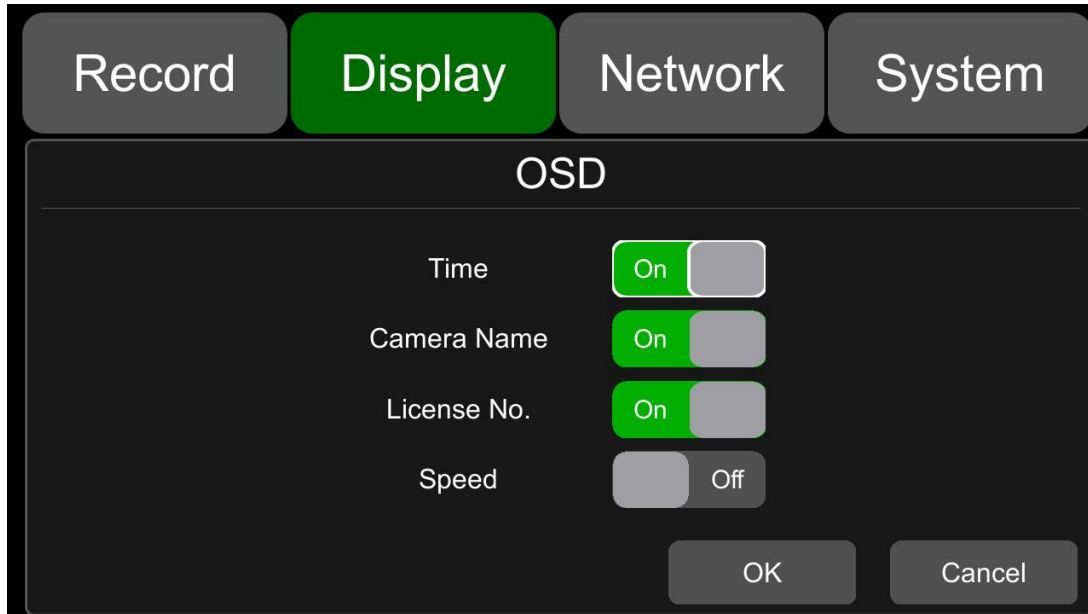 Record Display Network System
OSD
Time On
Camera Name On
License No. On
Speed Off
OK Cancel